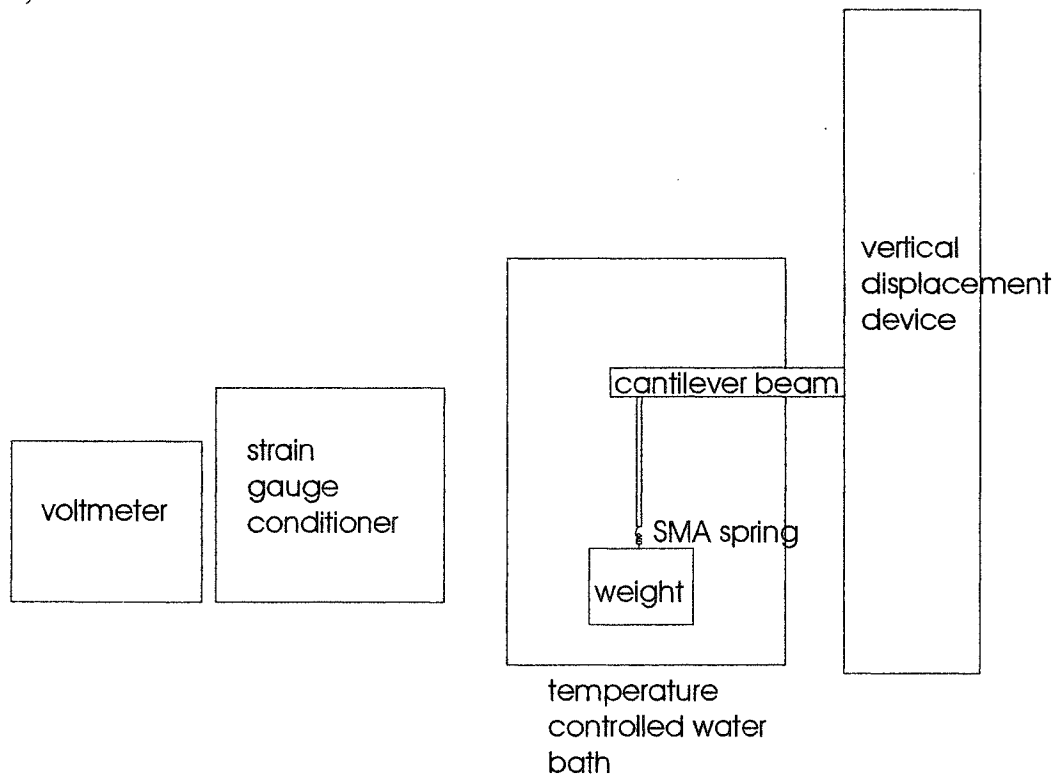 vertical
displacement
device
cantilever beam
strain
gauge
conditioner
voltmeter
SMA spring
weight
temperature
controlled water
bath